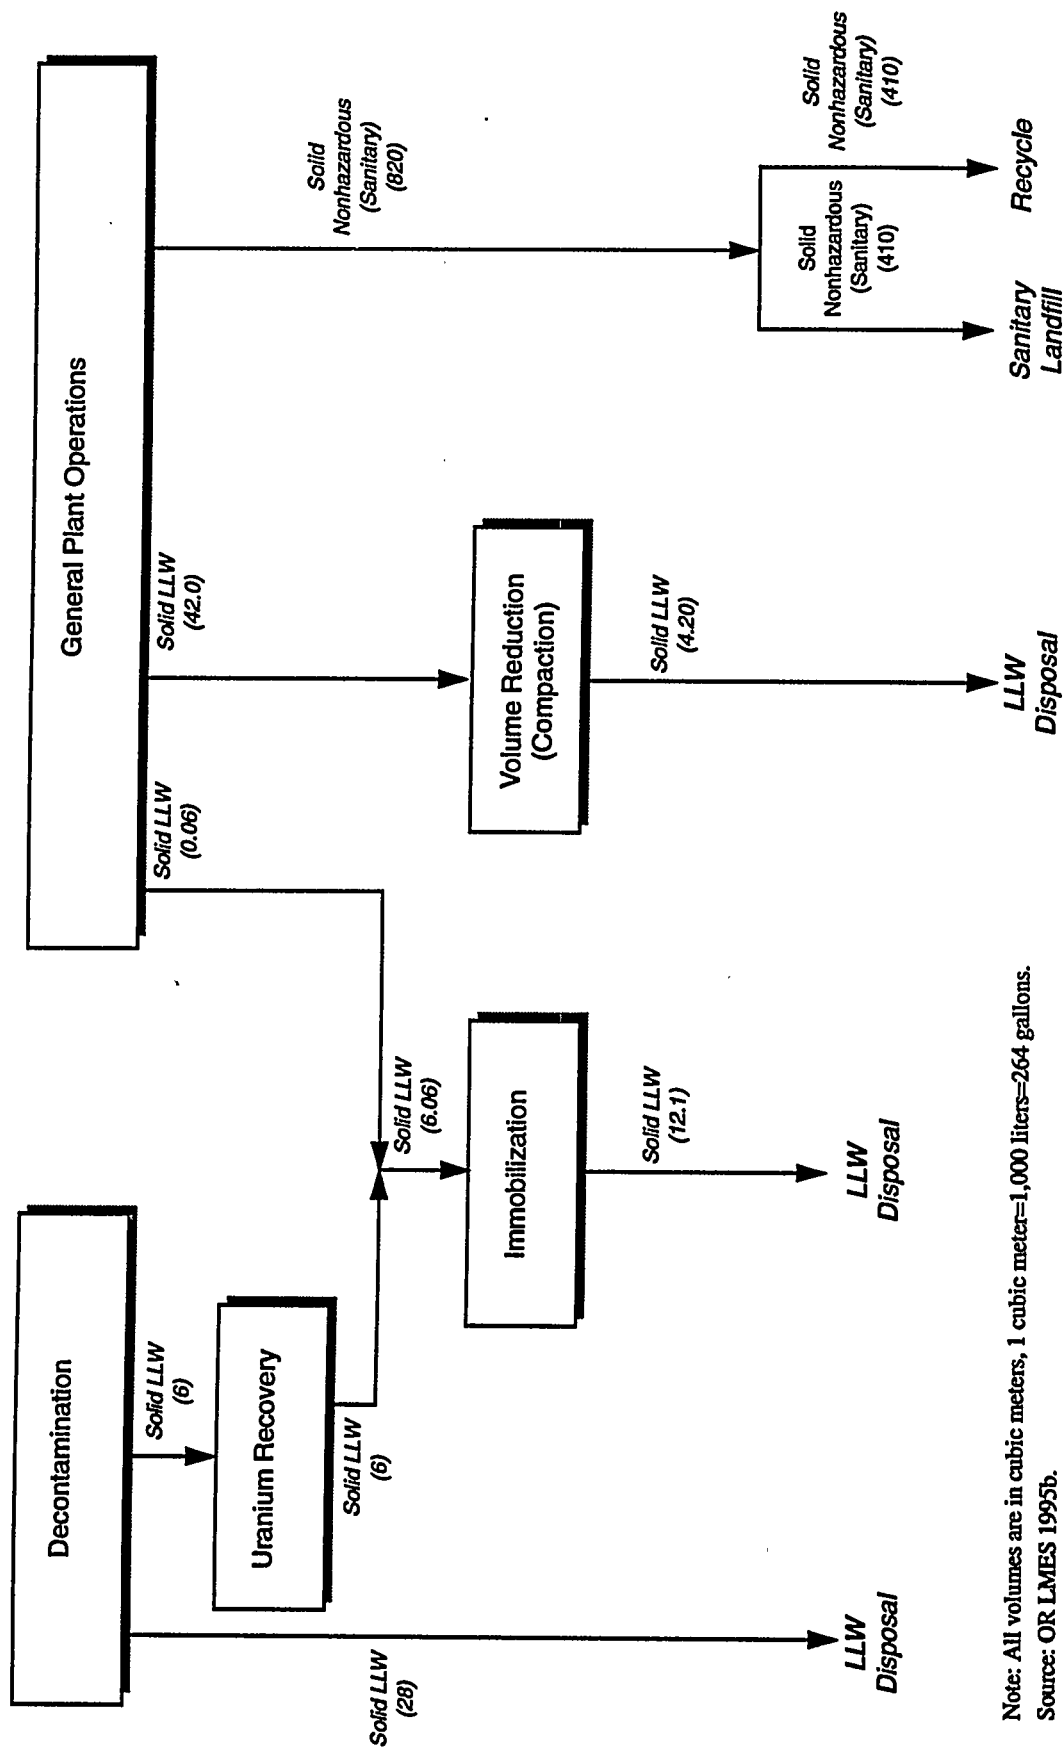 Decontamination
General Plant Operations
Solid LLW
(28)
Solid LLW
(6)
Uranium Recovery
Solid LLW
(6)
Solid LLW
(0.06)
Solid LLW
(42.0)
Solid
Nonhazardous
(Sanitary)
(820)
Solid LLW
(6.06)
Immobilization
Volume Reduction
(Compaction)
Solid LLW
(12.1)
Solid LLW
(4.20)
Solid
Nonhazardous
(Sanitary)
(410)
Solid
Nonhazardous
(Sanitary)
(410)
LLW
Disposal
LLW
Disposal
LLW
Disposal
Sanitary
Landfill
Recycle
Note: All volumes are in cubic meters, 1 cubic meter=1,000 liters=264 gallons.
Source: OR LMES 1995b.